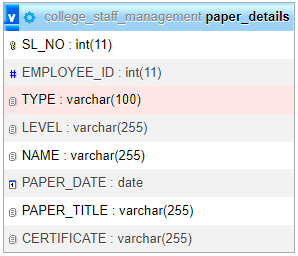 v college_staff_management paper_details
SL_NO : int(11)
# EMPLOYEE_ID : int(11)
TYPE : varchar(100)
LEVEL : varchar(255)
NAME : varchar(255)
PAPER_DATE : date
PAPER_TITLE : varchar(255)
CERTIFICATE : varchar(255)